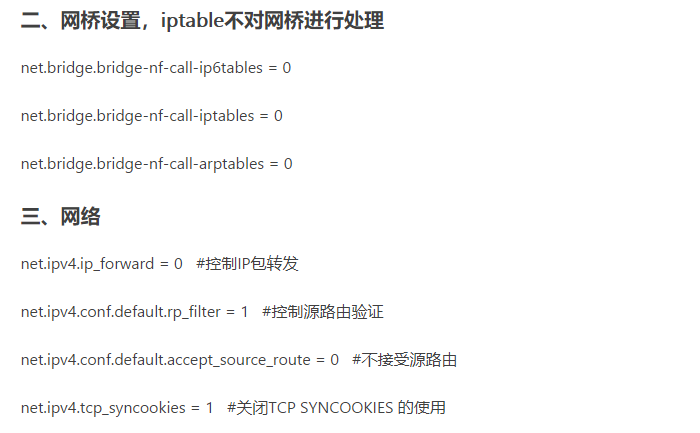 二、网桥设置，iptable不对网桥进行处理
net.bridge.bridge-nf-call-ip6tables = 0
net.bridge.bridge-nf-call-iptables = 0
net.bridge.bridge-nf-call-arptables = 0
三、网络
net.ipv4.ip_forward = 0   #控制IP包转发
net.ipv4.conf.default.rp_filter = 1   #控制源路由验证
net.ipv4.conf.default.accept_source_route = 0   #不接受源路由
net.ipv4.tcp_syncookies = 1   #关闭TCP SYNCOOKIES 的使用